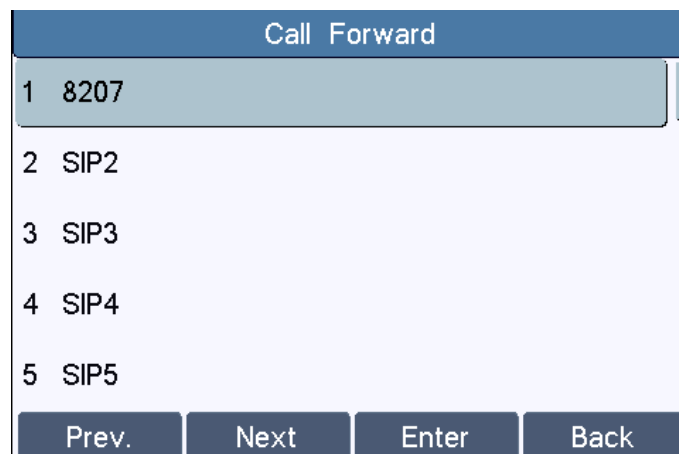 Call Forward
1 8207
2 SIP2
3 SIP3
4 SIP4
5 SIP5
Prev. Next Enter Back